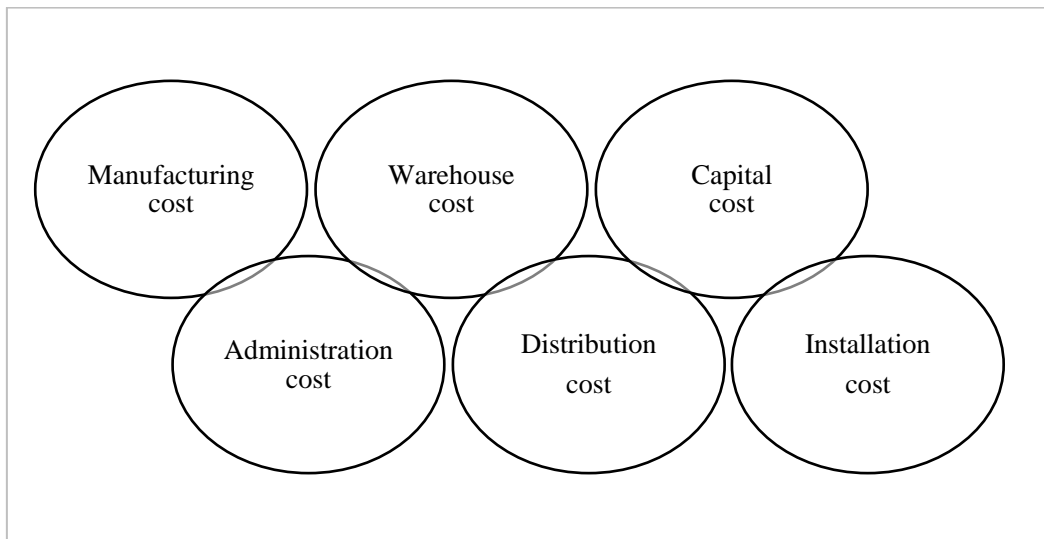 Manufacturing
cost
Warehouse
cost
Capital
cost
Administration
cost
Distribution
cost
Installation
cost